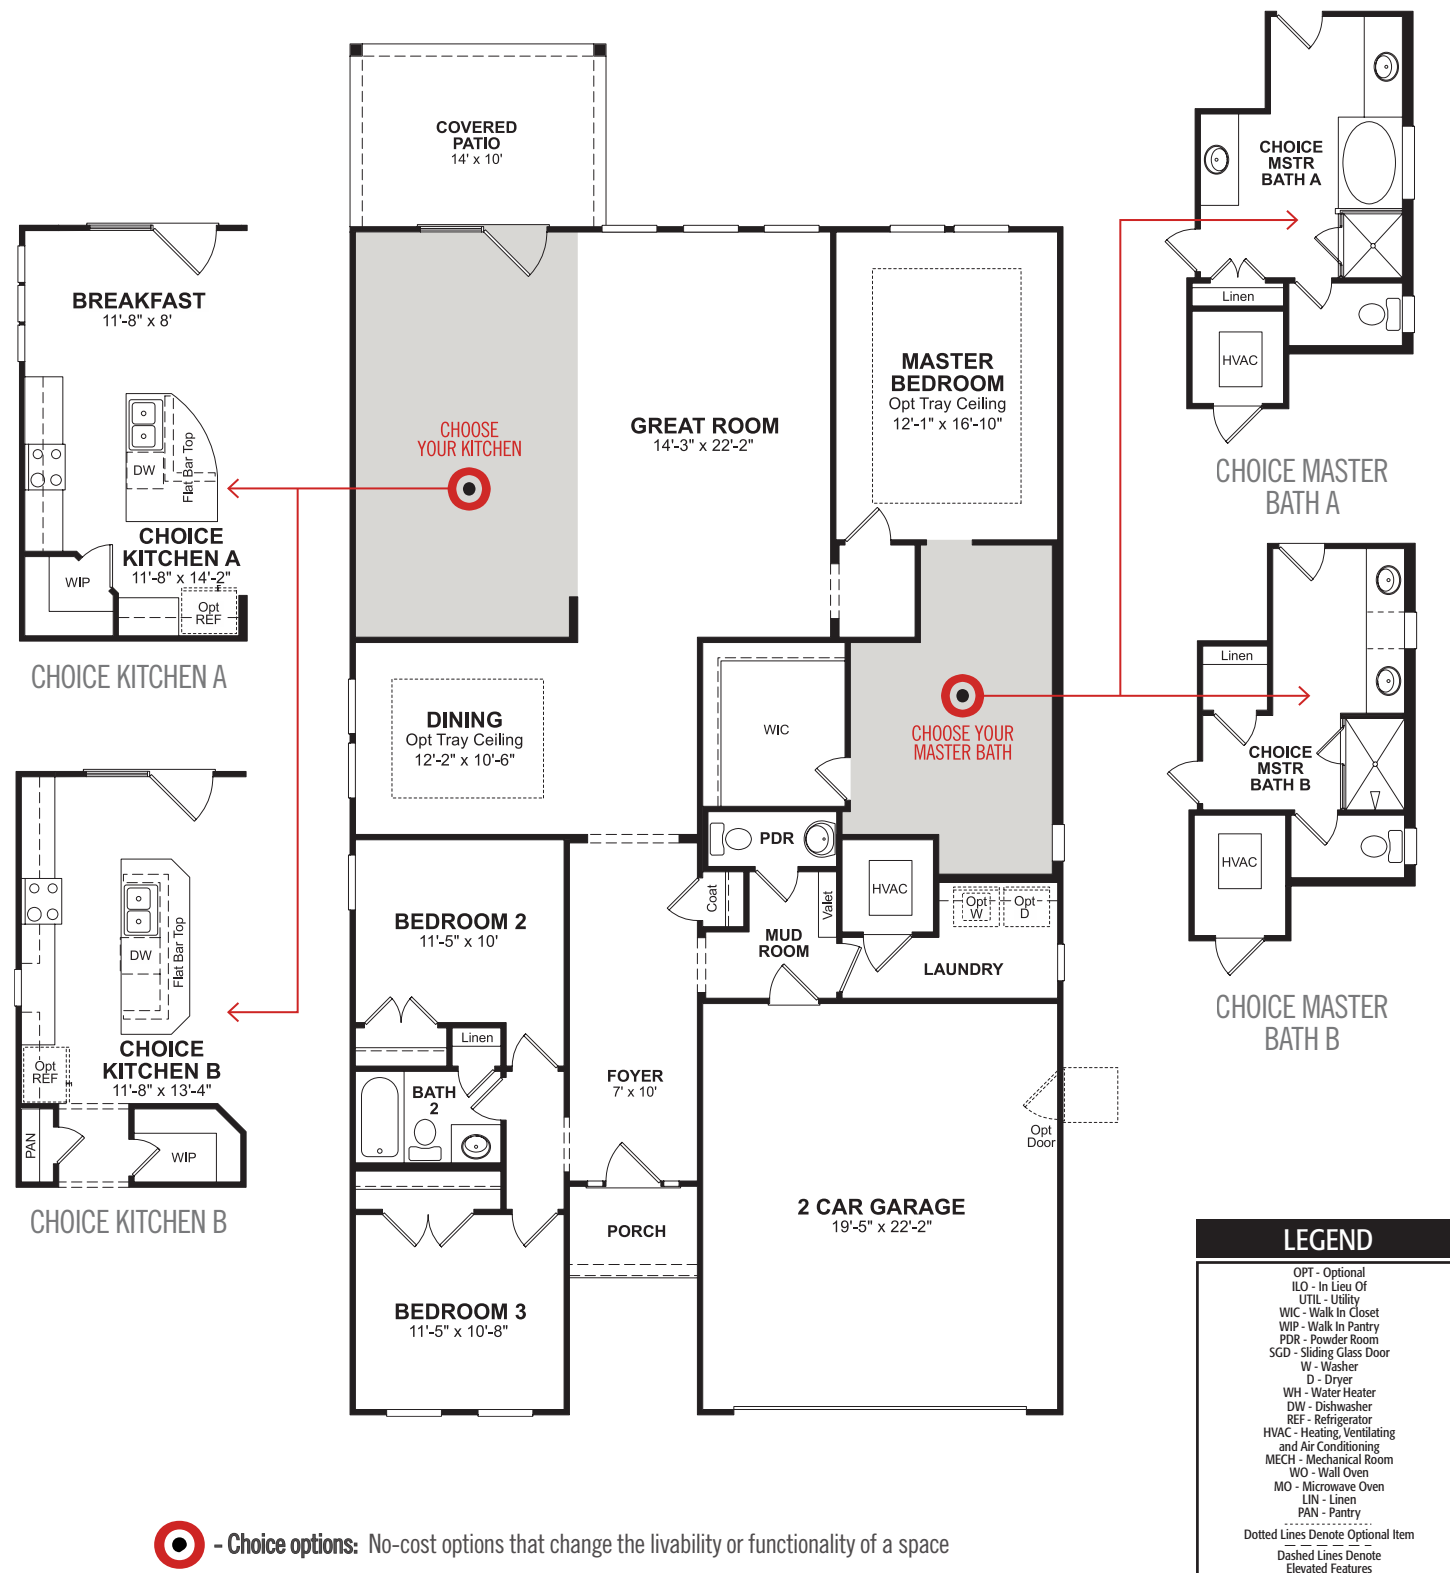 COVERED
PATIO
14' x 10'
BREAKFAST
11'-8" x 8'
DW
Flat Bar Top
CHOICE
KITCHEN A
11'-8" x 14'-2"
WIP
Opt
REF
CHOICE KITCHEN A
DW
Flat Bar Top
CHOICE
KITCHEN B
11'-8" x 13'-4"
Opt
REF
PAN
WIP
CHOICE KITCHEN B
CHOOSE
YOUR KITCHEN
GREAT ROOM
14'-3" x 22'-2"
MASTER
BEDROOM
Opt Tray Ceiling
12'-1" x 16'-10"
DINING
Opt Tray Ceiling
12'-2" x 10'-6"
WIC
CHOOSE YOUR
MASTER BATH
PDR
Coat
Valet
HVAC
Opt
W
Opt
D
MUD
ROOM
LAUNDRY
BEDROOM 2
11'-5" x 10'
Linen
BATH
2
FOYER
7' x 10'
Opt
Door
2 CAR GARAGE
19'-5" x 22'-2"
PORCH
BEDROOM 3
11'-5" x 10'-8"
CHOICE
MSTR
BATH A
Linen
HVAC
CHOICE MASTER
BATH A
Linen
CHOICE
MSTR
BATH B
HVAC
CHOICE MASTER
BATH B
LEGEND
OPT - Optional
ILO - In Lieu Of
UTIL - Utility
WIC - Walk In Closet
WIP - Walk In Pantry
PDR - Powder Room
SGD - Sliding Glass Door
W - Washer
D - Dryer
WH - Water Heater
DW - Dishwasher
REF - Refrigerator
HVAC - Heating, Ventilating
and Air Conditioning
MECH - Mechanical Room
WO - Wall Oven
MO - Microwave Oven
LIN - Linen
PAN - Pantry
Dotted Lines Denote Optional Item
Dashed Lines Denote
Elevated Features
- Choice options: No-cost options that change the livability or functionality of a space